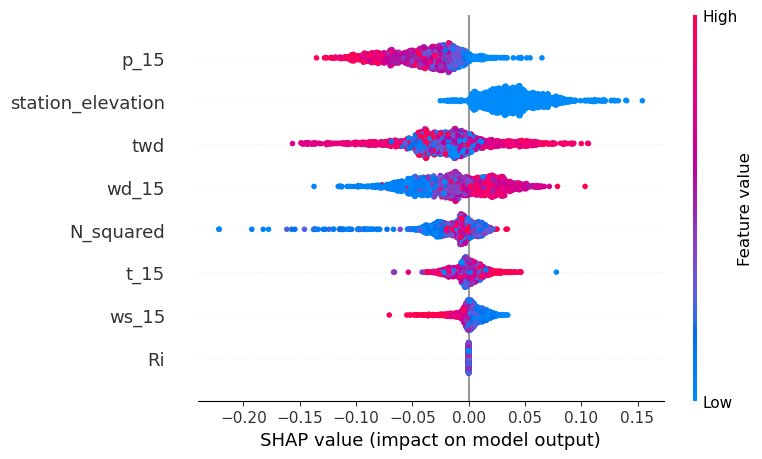 High
p_15
station_elevation
twd
wd_15
N_squared
t_15
ws_15
Ri
Feature value
Low
−0.20 −0.15 −0.10 −0.05 0.00 0.05 0.10 0.15
SHAP value (impact on model output)